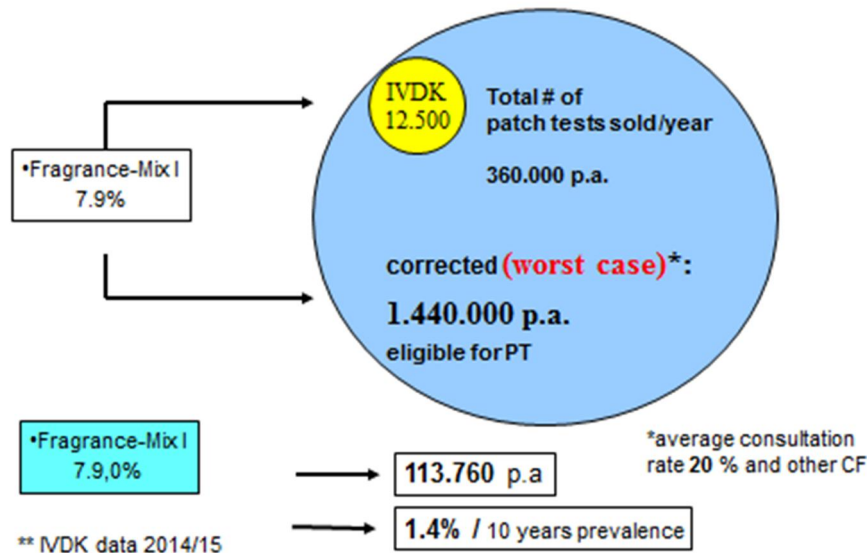 IVDK
12.500
Total # of
patch tests sold/year
360.000 p.a.
•Fragrance-Mix I
7.9%
corrected (worst case)*:
1.440.000 p.a.
eligible for PT
•Fragrance-Mix I
7.9,0%
*average consultation
rate 20 % and other CF
113.760 p.a
1.4% / 10 years prevalence
** IVDK data 2014/15